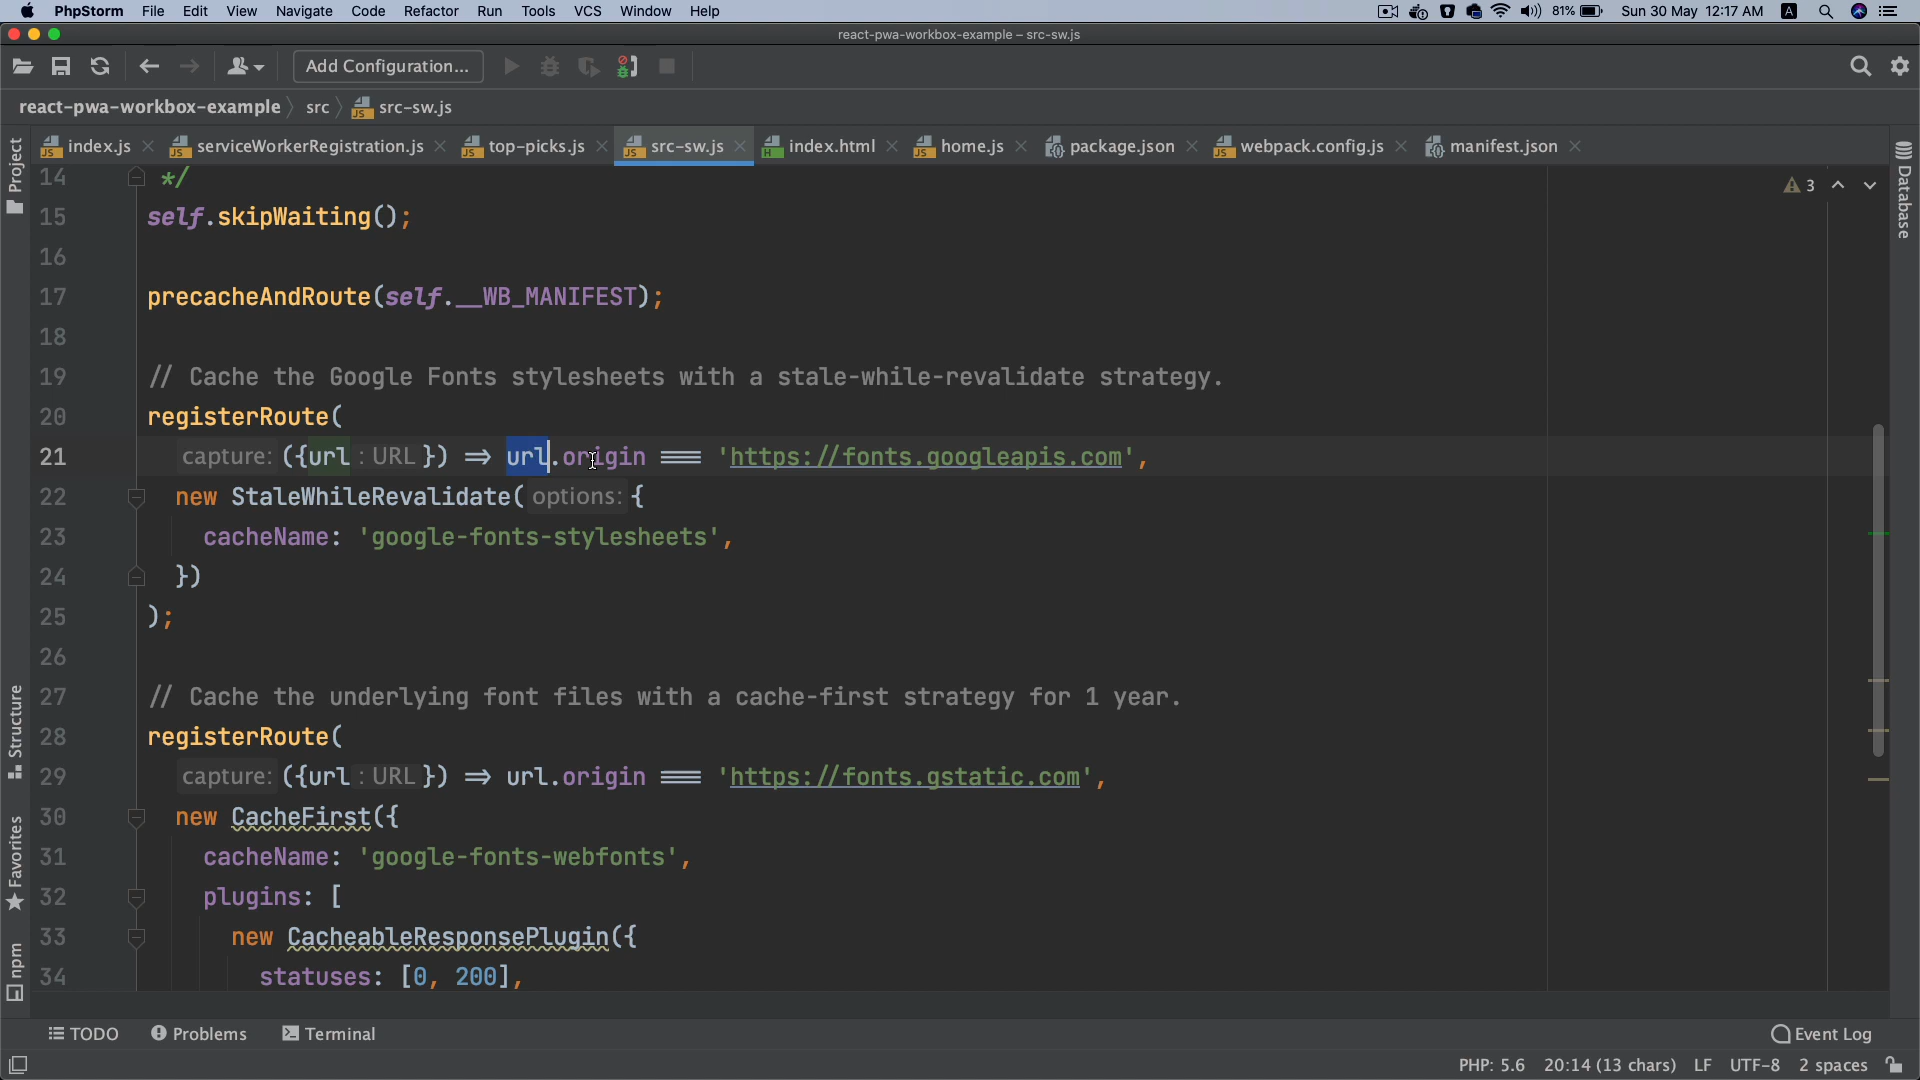 PhpStorm File Edit View Navigate Code Refactor Run Tools VCS Window Help 81% Sun 30 May 12:17 AM A
react-pwa-workbox-example – src-sw.js
Add Configuration...
react-pwa-workbox-example src src-sw.js
index.js serviceWorkerRegistration.js top-picks.js src-sw.js index.html home.js package.json webpack.config.js manifest.json
Project
Structure
Favorites
npm
Database
3
14 */
15 self.skipWaiting();
16
17 precacheAndRoute(self.__WB_MANIFEST);
18
19 // Cache the Google Fonts stylesheets with a stale-while-revalidate strategy.
20 registerRoute(
21 capture: ({url : URL }) => url.origin === 'https://fonts.googleapis.com',
22 new StaleWhileRevalidate( options: {
23 cacheName: 'google-fonts-stylesheets',
24 })
25 );
26
27 // Cache the underlying font files with a cache-first strategy for 1 year.
28 registerRoute(
29 capture: ({url : URL }) => url.origin === 'https://fonts.gstatic.com',
30 new CacheFirst({
31 cacheName: 'google-fonts-webfonts',
32 plugins: [
33 new CacheableResponsePlugin({
34 statuses: [0, 200],
TODO Problems Terminal Event Log
PHP: 5.6 20:14 (13 chars) LF UTF-8 2 spaces